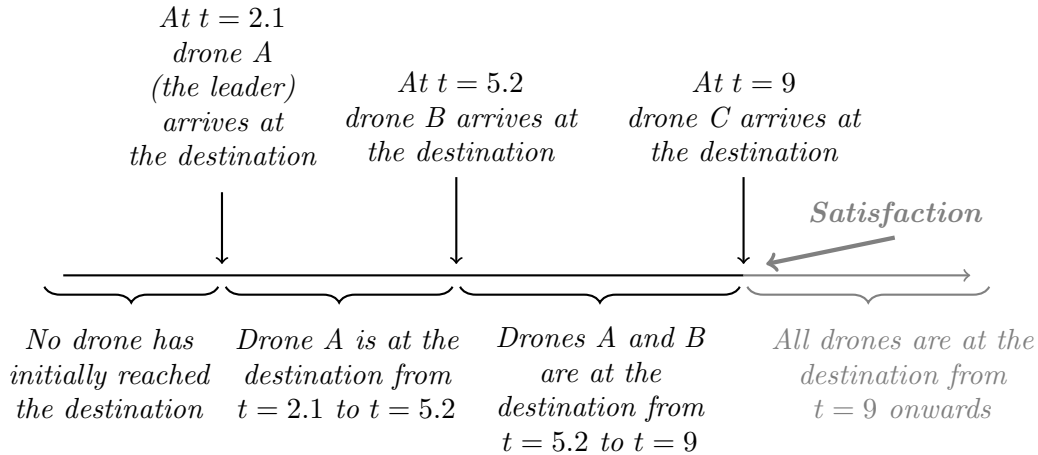 At t = 2.1
drone A
(the leader)
arrives at
the destination
At t = 5.2
drone B arrives at
the destination
At t = 9
drone C arrives at
the destination
Satisfaction
No drone has
initially reached
the destination
Drone A is at the
destination from
t = 2.1 to t = 5.2
Drones A and B
are at the
destination from
t = 5.2 to t = 9
All drones are at the
destination from
t = 9 onwards